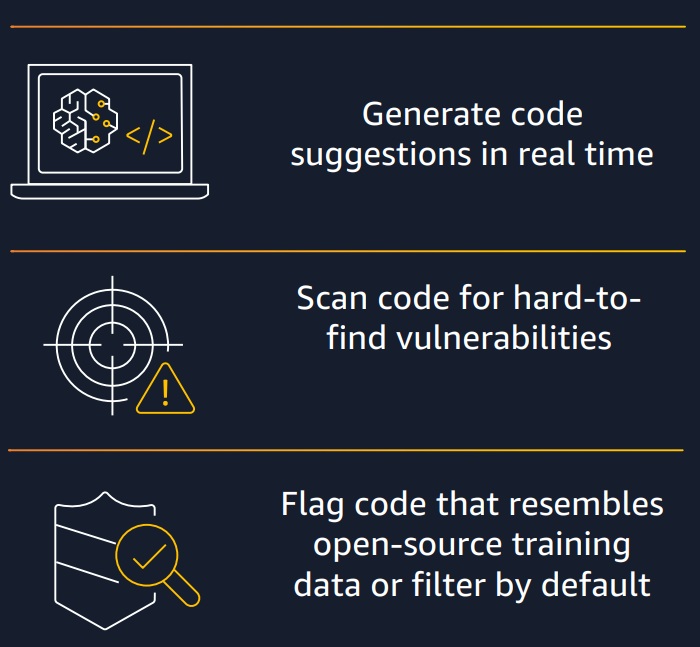 </>
Generate code
suggestions in real time
Scan code for hard-to-
find vulnerabilities
!
Flag code that resembles
open-source training
data or filter by default